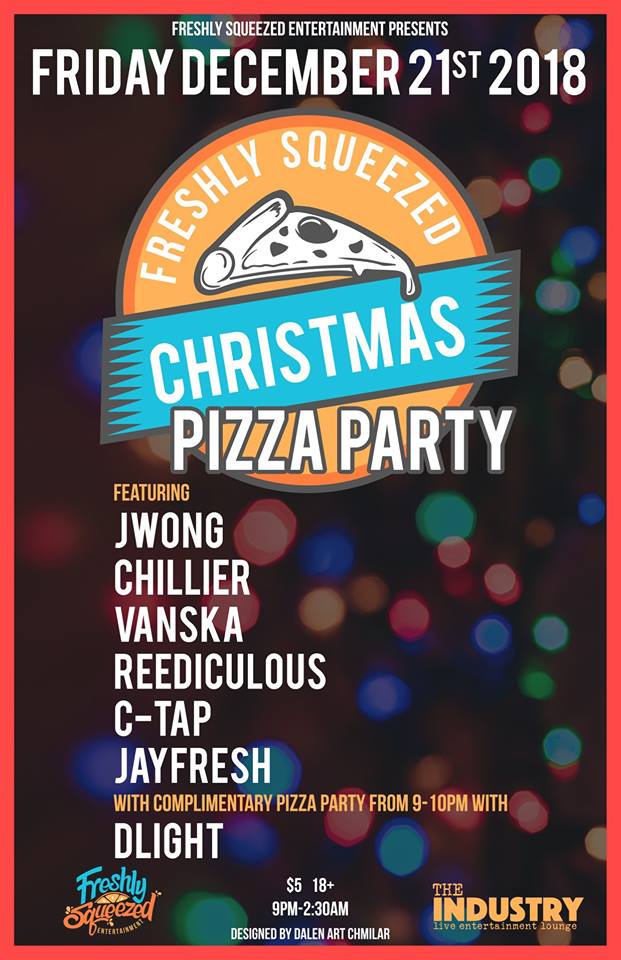 FRESHLY SQUEEZED ENTERTAINMENT PRESENTS
FRIDAY DECEMBER 21ST 2018
FRESHLY SQUEEZED
CHRISTMAS
PIZZA PARTY
FEATURING
JWONG
CHILLIER
VANSKA
REEDICULOUS
C-TAP
JAYFRESH
WITH COMPLIMENTARY PIZZA PARTY FROM 9-10PM WITH
DLIGHT
Freshly
Squeezed
ENTERTAINMENT
$5 18+
9PM-2:30AM
DESIGNED BY DALEN ART CHMILAR
THE
INDUSTRY
live entertainment lounge